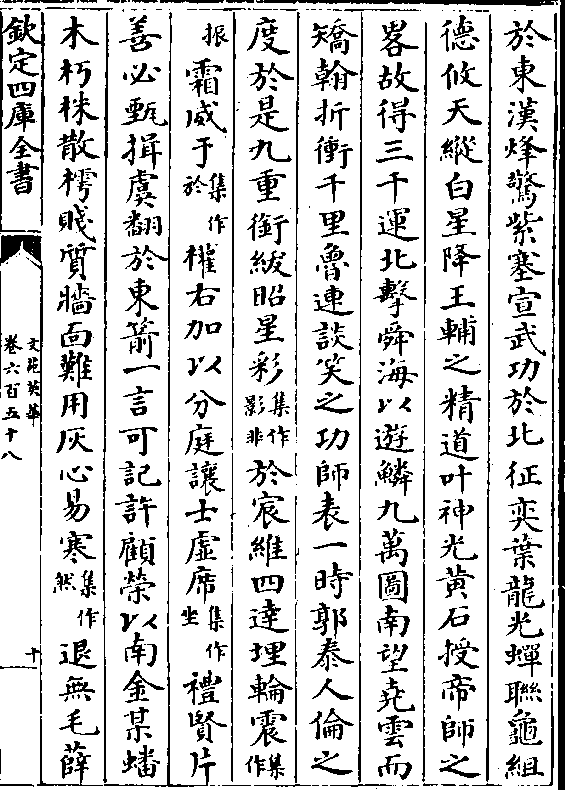 於東漢烽驚紫塞宣武功於北征奕葉龍光蟬聯龜組
德攸天縱白星降王輔之精道叶神光黄石授帝師之
畧故得三千運北擊舜海以遊鱗九萬圖南望堯雲而
矯翰折衝千里魯連談笑之功師表一時郭泰人倫之
度於是九重銜紱昭星彩集作影非於宸維四達埋輪震集作
振霜威于集作於權右加以分庭讓士虛席集作坐禮賢片
善必甄揖虞翻於東箭一言可記許顧榮以南金某蟠
木朽株散樗賤質牆面難用灰心易寒集作然退無毛薛
欽定四庫全書
文苑英華
卷六百五十八
十